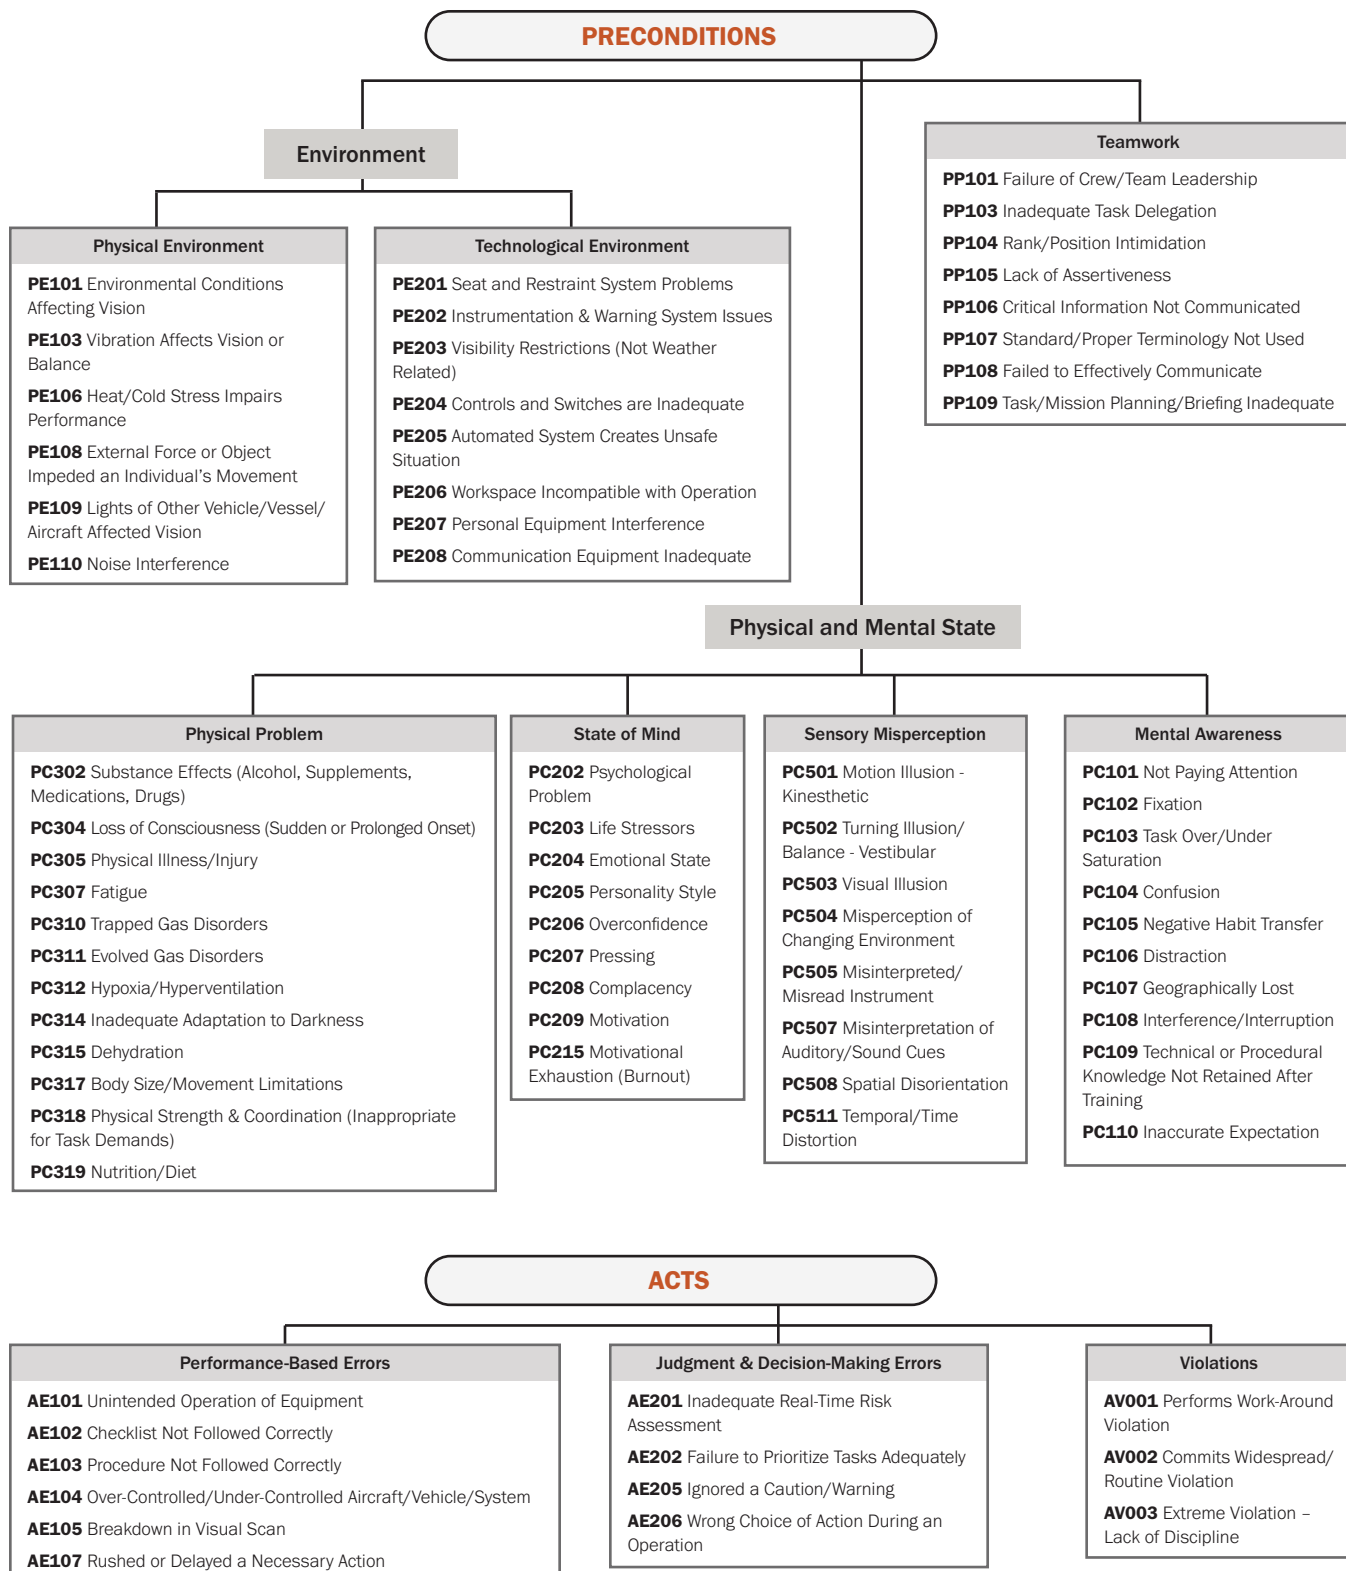 PRECONDITIONS
Environment
Physical Environment
PE101 Environmental Conditions
Affecting Vision
PE103 Vibration Affects Vision or
Balance
PE106 Heat/Cold Stress Impairs
Performance
PE108 External Force or Object
Impeded an Individual's Movement
PE109 Lights of Other Vehicle/Vessel/
Aircraft Affected Vision
PE110 Noise Interference
Technological Environment
PE201 Seat and Restraint System Problems
PE202 Instrumentation & Warning System Issues
PE203 Visibility Restrictions (Not Weather
Related)
PE204 Controls and Switches are Inadequate
PE205 Automated System Creates Unsafe
Situation
PE206 Workspace Incompatible with Operation
PE207 Personal Equipment Interference
PE208 Communication Equipment Inadequate
Teamwork
PP101 Failure of Crew/Team Leadership
PP103 Inadequate Task Delegation
PP104 Rank/Position Intimidation
PP105 Lack of Assertiveness
PP106 Critical Information Not Communicated
PP107 Standard/Proper Terminology Not Used
PP108 Failed to Effectively Communicate
PP109 Task/Mission Planning/Briefing Inadequate
Physical and Mental State
Physical Problem
PC302 Substance Effects (Alcohol, Supplements,
Medications, Drugs)
PC304 Loss of Consciousness (Sudden or Prolonged Onset)
PC305 Physical Illness/Injury
PC307 Fatigue
PC310 Trapped Gas Disorders
PC311 Evolved Gas Disorders
PC312 Hypoxia/Hyperventilation
PC314 Inadequate Adaptation to Darkness
PC315 Dehydration
PC317 Body Size/Movement Limitations
PC318 Physical Strength & Coordination (Inappropriate
for Task Demands)
PC319 Nutrition/Diet
State of Mind
PC202 Psychological
Problem
PC203 Life Stressors
PC204 Emotional State
PC205 Personality Style
PC206 Overconfidence
PC207 Pressing
PC208 Complacency
PC209 Motivation
PC215 Motivational
Exhaustion (Burnout)
Sensory Misperception
PC501 Motion Illusion -
Kinesthetic
PC502 Turning Illusion/
Balance - Vestibular
PC503 Visual Illusion
PC504 Misperception of
Changing Environment
PC505 Misinterpreted/
Misread Instrument
PC507 Misinterpretation of
Auditory/Sound Cues
PC508 Spatial Disorientation
PC511 Temporal/Time
Distortion
Mental Awareness
PC101 Not Paying Attention
PC102 Fixation
PC103 Task Over/Under
Saturation
PC104 Confusion
PC105 Negative Habit Transfer
PC106 Distraction
PC107 Geographically Lost
PC108 Interference/Interruption
PC109 Technical or Procedural
Knowledge Not Retained After
Training
PC110 Inaccurate Expectation
ACTS
Performance-Based Errors
AE101 Unintended Operation of Equipment
AE102 Checklist Not Followed Correctly
AE103 Procedure Not Followed Correctly
AE104 Over-Controlled/Under-Controlled Aircraft/Vehicle/System
AE105 Breakdown in Visual Scan
AE107 Rushed or Delayed a Necessary Action
Judgment & Decision-Making Errors
AE201 Inadequate Real-Time Risk
Assessment
AE202 Failure to Prioritize Tasks Adequately
AE205 Ignored a Caution/Warning
AE206 Wrong Choice of Action During an
Operation
Violations
AV001 Performs Work-Around
Violation
AV002 Commits Widespread/
Routine Violation
AV003 Extreme Violation –
Lack of Discipline